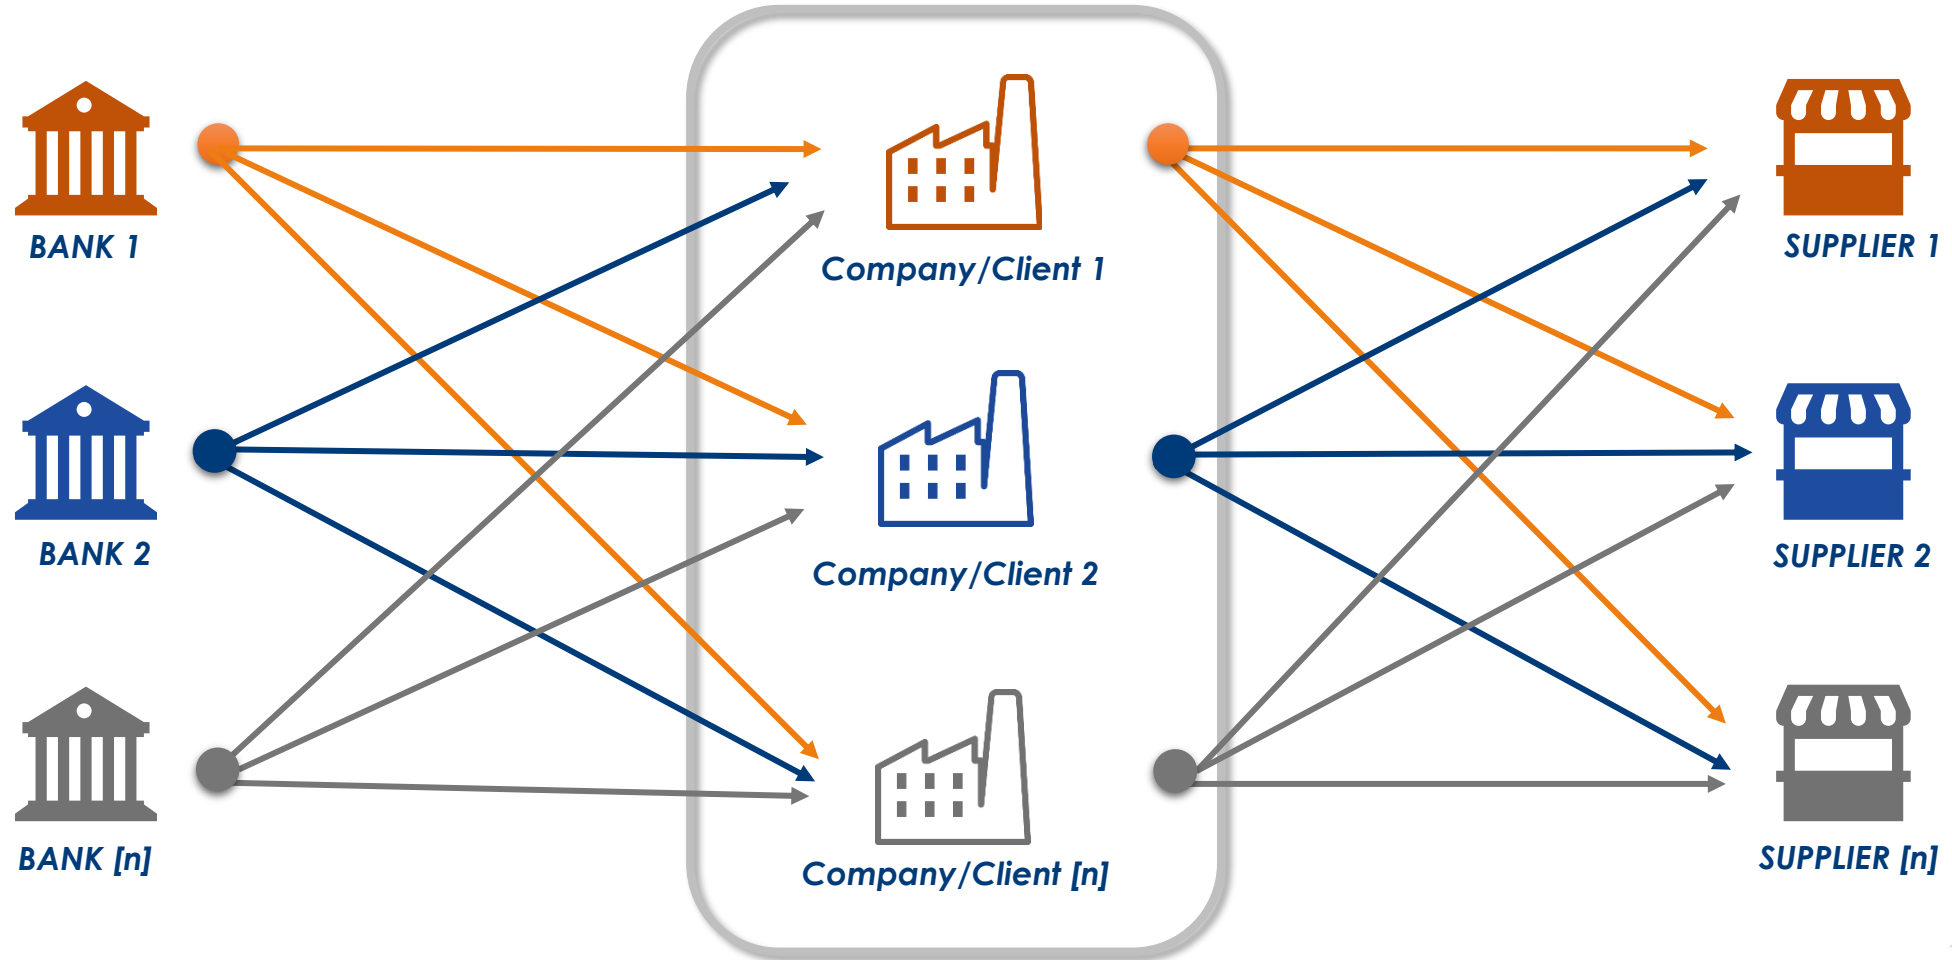 BANK 1
Company/Client 1
SUPPLIER 1
BANK 2
Company/Client 2
SUPPLIER 2
BANK [n]
Company/Client [n]
SUPPLIER [n]